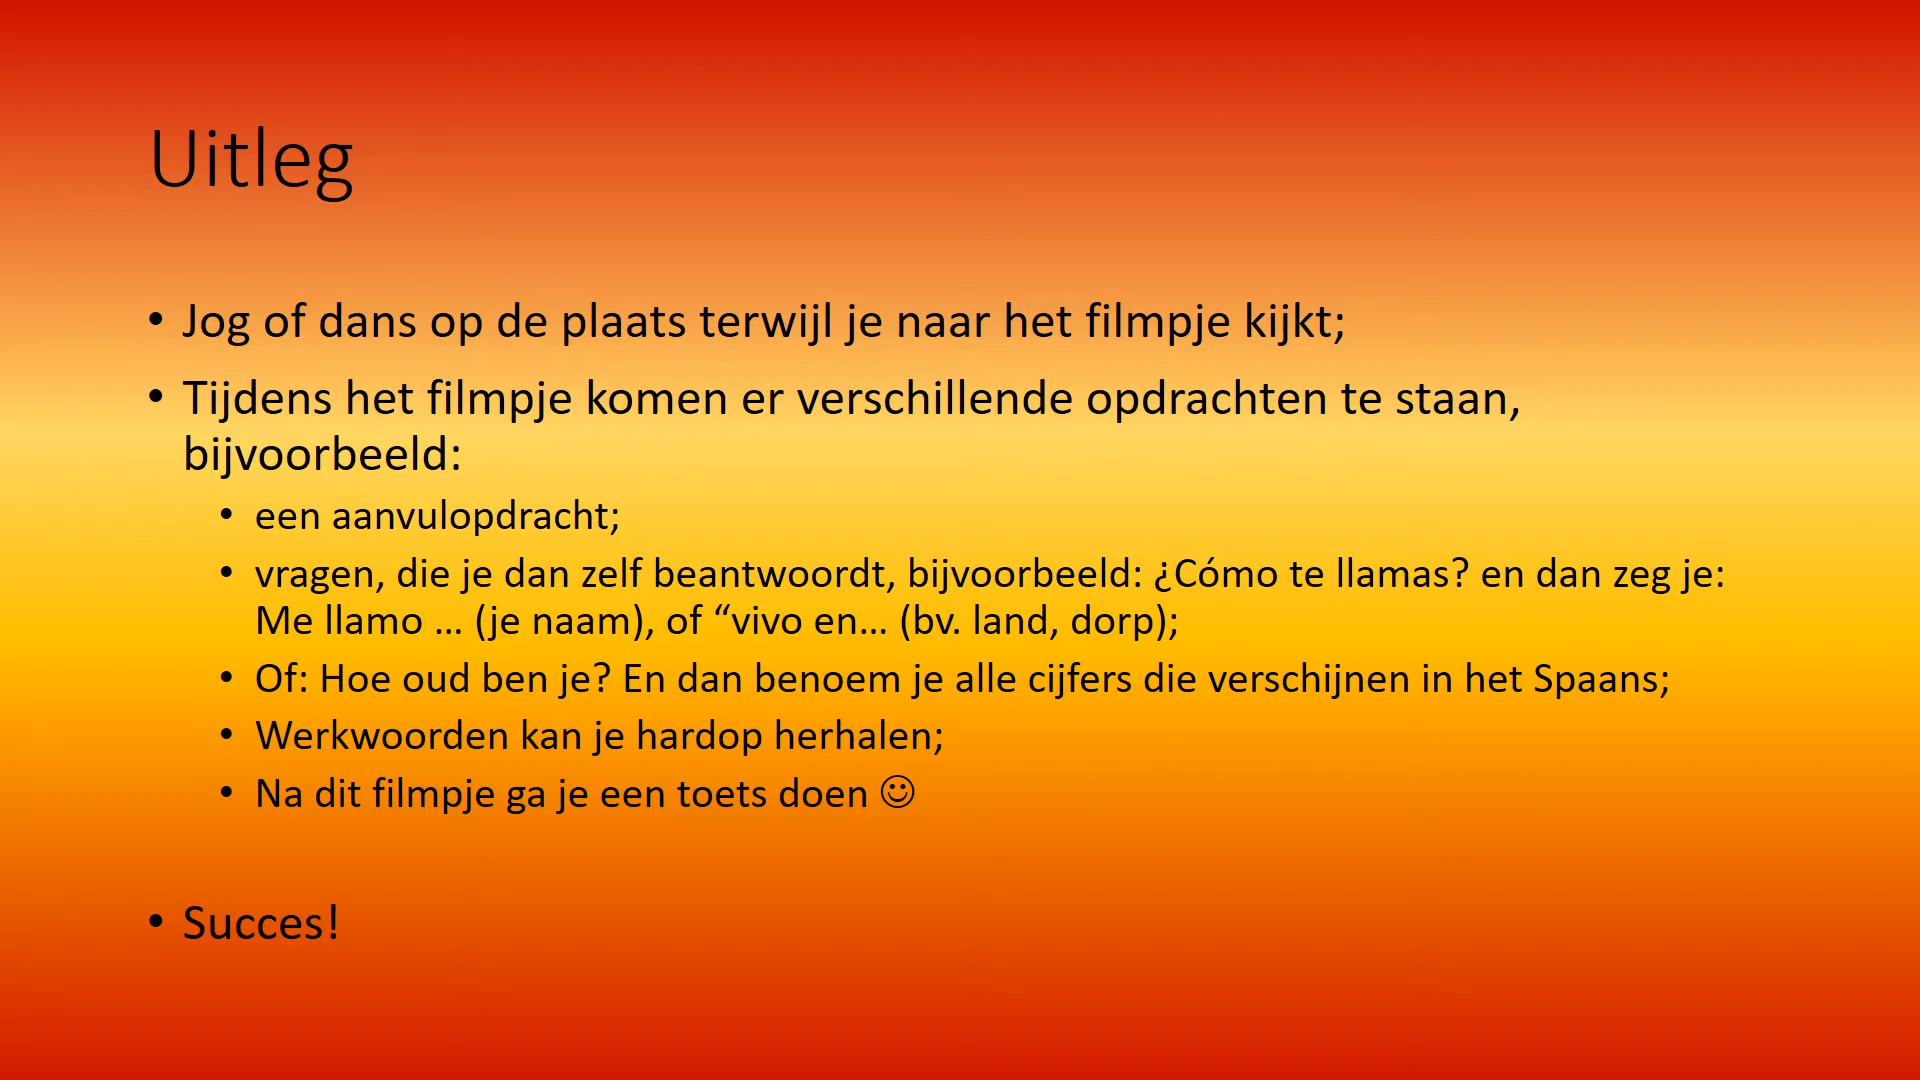 Uitleg
• Jog of dans op de plaats terwijl je naar het filmpje kijkt;
• Tijdens het filmpje komen er verschillende opdrachten te staan,
bijvoorbeeld:
• een aanvulopdracht;
• vragen, die je dan zelf beantwoordt, bijvoorbeeld: ¿Cómo te llamas? en dan zeg je:
Me llamo … (je naam), of “vivo en… (bv. land, dorp);
• Of: Hoe oud ben je? En dan benoem je alle cijfers die verschijnen in het Spaans;
• Werkwoorden kan je hardop herhalen;
• Na dit filmpje ga je een toets doen ☺
• Succes!